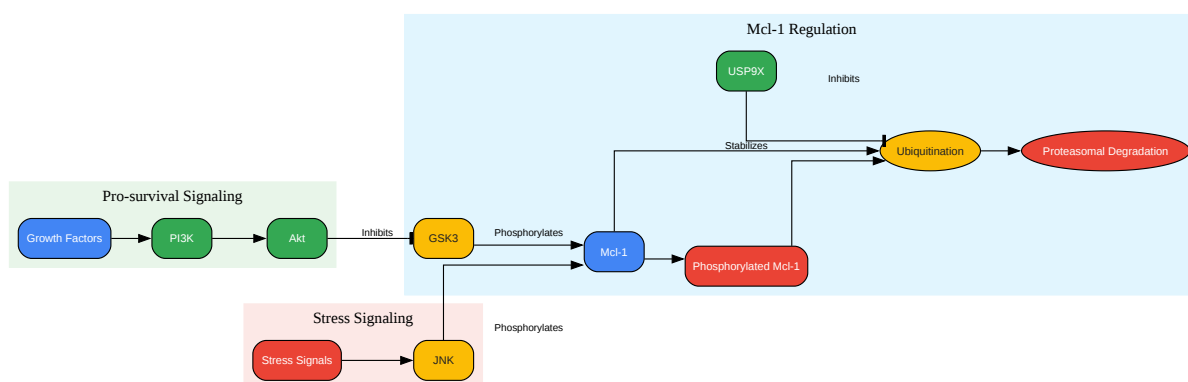 Mcl-1 Regulation
USP9X
Inhibits
Stabilizes
Ubiquitination
Proteasomal Degradation
Pro-survival Signaling
Growth Factors
PI3K
Akt
Inhibits
GSK3
Phosphorylates
Mcl-1
Phosphorylated Mcl-1
Stress Signaling
Phosphorylates
Stress Signals
JNK